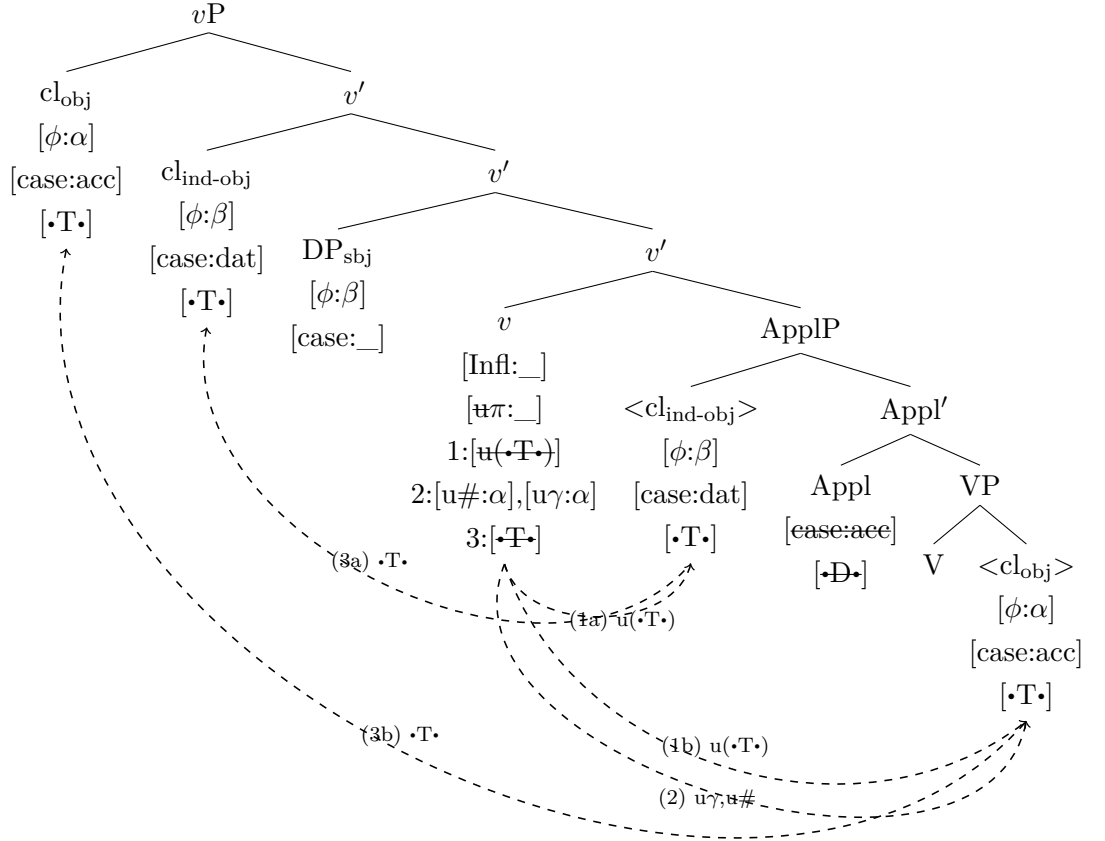 vP
cl_obj
[ϕ:α]
[case:acc]
[•T•]
v′
cl_ind-obj
[ϕ:β]
[case:dat]
[•T•]
v′
DP_sbj
[ϕ:β]
[case:_]
v′
v
[Infl:_]
[uπ:_]
1:[u(•T•)]
2:[u#:α],[uγ:α]
3:[•T•]
ApplP
<cl_ind-obj>
[ϕ:β]
[case:dat]
[•T•]
Appl′
Appl
[case:acc]
[•D•]
VP
V
<cl_obj>
[ϕ:α]
[case:acc]
[•T•]
(3a) •T•
(1a) u(•T•)
(3b) •T•
(1b) u(•T•)
(2) uγ,u#